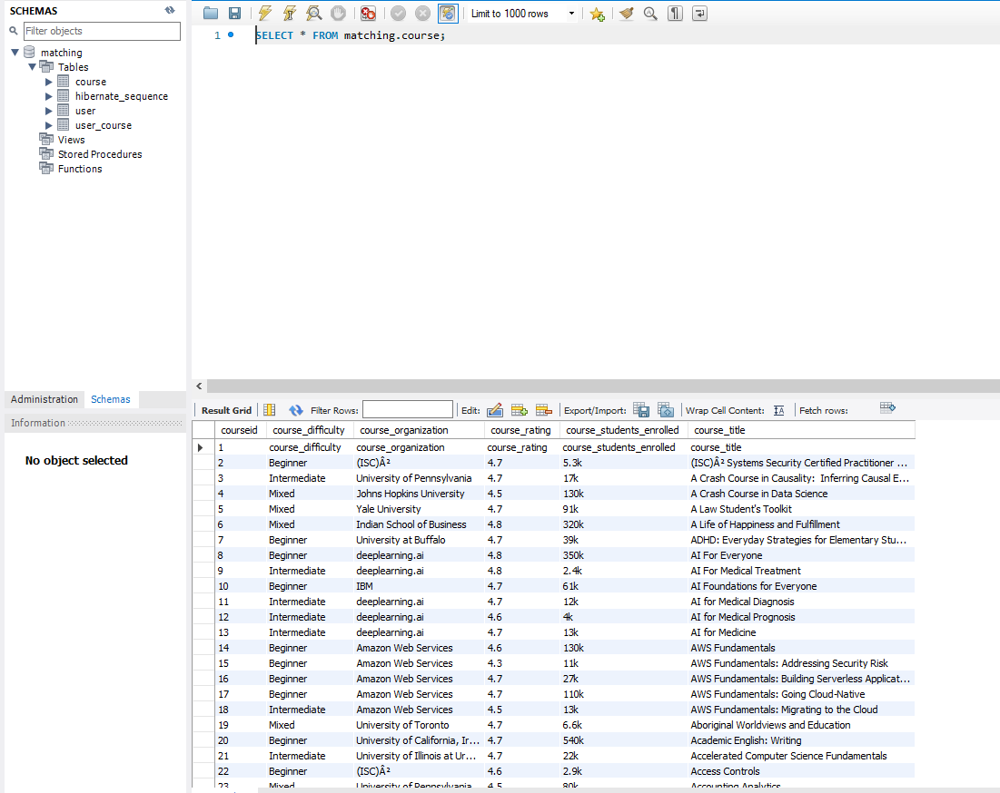 SCHEMAS
Filter objects
matching
Tables
course
hibernate_sequence
user
user_course
Views
Stored Procedures
Functions
Administration Schemas
Information
No object selected
Limit to 1000 rows
1 SELECT * FROM matching.course;
Result Grid Filter Rows: Edit: Export/Import: Wrap Cell Content: Fetch rows:
courseid course_difficulty course_organization course_rating course_students_enrolled course_title
1 course_difficulty course_organization course_rating course_students_enrolled course_title
2 Beginner (ISC)Â² 4.7 5.3k (ISC)Â² Systems Security Certified Practitioner ...
3 Intermediate University of Pennsylvania 4.7 17k A Crash Course in Causality: Inferring Causal E...
4 Mixed Johns Hopkins University 4.5 130k A Crash Course in Data Science
5 Mixed Yale University 4.7 91k A Law Student's Toolkit
6 Mixed Indian School of Business 4.8 320k A Life of Happiness and Fulfillment
7 Beginner University at Buffalo 4.7 39k ADHD: Everyday Strategies for Elementary Stu...
8 Beginner deeplearning.ai 4.8 350k AI For Everyone
9 Intermediate deeplearning.ai 4.8 2.4k AI For Medical Treatment
10 Beginner IBM 4.7 61k AI Foundations for Everyone
11 Intermediate deeplearning.ai 4.7 12k AI for Medical Diagnosis
12 Intermediate deeplearning.ai 4.6 4k AI for Medical Prognosis
13 Intermediate deeplearning.ai 4.7 13k AI for Medicine
14 Beginner Amazon Web Services 4.6 130k AWS Fundamentals
15 Beginner Amazon Web Services 4.3 11k AWS Fundamentals: Addressing Security Risk
16 Beginner Amazon Web Services 4.7 27k AWS Fundamentals: Building Serverless Applicat...
17 Beginner Amazon Web Services 4.7 110k AWS Fundamentals: Going Cloud-Native
18 Intermediate Amazon Web Services 4.5 13k AWS Fundamentals: Migrating to the Cloud
19 Mixed University of Toronto 4.7 6.6k Aboriginal Worldviews and Education
20 Beginner University of California, Ir... 4.7 540k Academic English: Writing
21 Intermediate University of Illinois at Ur... 4.7 22k Accelerated Computer Science Fundamentals
22 Beginner (ISC)Â² 4.6 2.9k Access Controls
23 Mixed University of Pennsylvania 4.5 80k Accounting Analytics